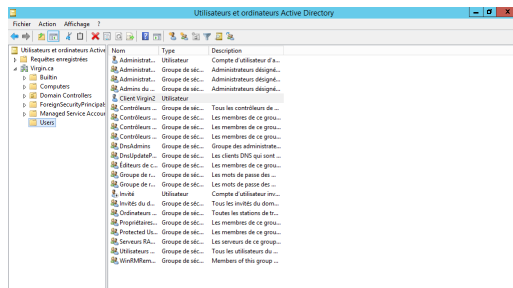 Utilisateurs et ordinateurs Active Directory
Fichier Action Affichage ?
Utilisateurs et ordinateurs Active
Requêtes enregistrées
Virgin.ca
Builtin
Computers
Domain Controllers
ForeignSecurityPrincipals
Managed Service Accour
Users
Nom Type Description
Administrat... Utilisateur Compte d'utilisateur d'a...
Administrat... Groupe de séc... Administrateurs désigné...
Administrat... Groupe de séc... Administrateurs désigné...
Admins du ... Groupe de séc... Administrateurs désigné...
Client Virgin2 Utilisateur
Contrôleurs ... Groupe de séc... Tous les contrôleurs de ...
Contrôleurs ... Groupe de séc... Les membres de ce grou...
Contrôleurs ... Groupe de séc... Les membres de ce grou...
Contrôleurs ... Groupe de séc... Les membres de ce grou...
DnsAdmins Groupe de séc... Groupe des administrate...
DnsUpdateP... Groupe de séc... Les clients DNS qui sont ...
Éditeurs de c... Groupe de séc... Les membres de ce grou...
Groupe de r... Groupe de séc... Les mots de passe des ...
Groupe de r... Groupe de séc... Les mots de passe des ...
Invité Utilisateur Compte d'utilisateur inv...
Invités du d... Groupe de séc... Tous les invités du dom...
Ordinateurs ... Groupe de séc... Toutes les stations de tr...
Propriétaires... Groupe de séc... Les membres de ce grou...
Protected Us... Groupe de séc... Les membres de ce grou...
Serveurs RA... Groupe de séc... Les serveurs de ce group...
Utilisateurs ... Groupe de séc... Tous les utilisateurs du ...
WinRMRem... Groupe de séc... Members of this group ...